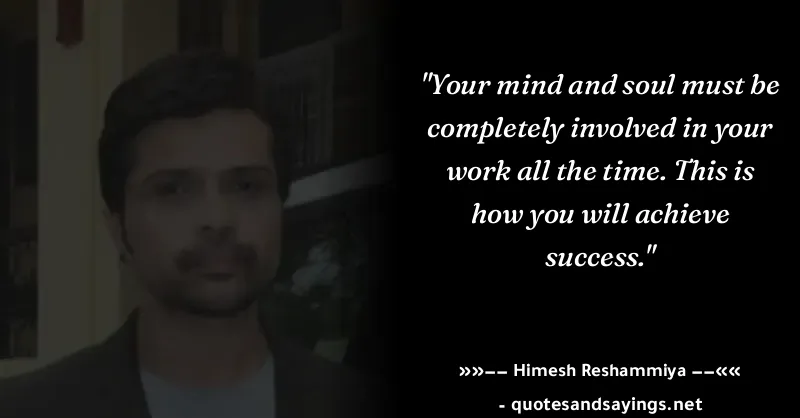 "Your mind and soul must be
completely involved in your
work all the time. This is
how you will achieve
success."
»»−− Himesh Reshammiya −−««
- quotesandsayings.net